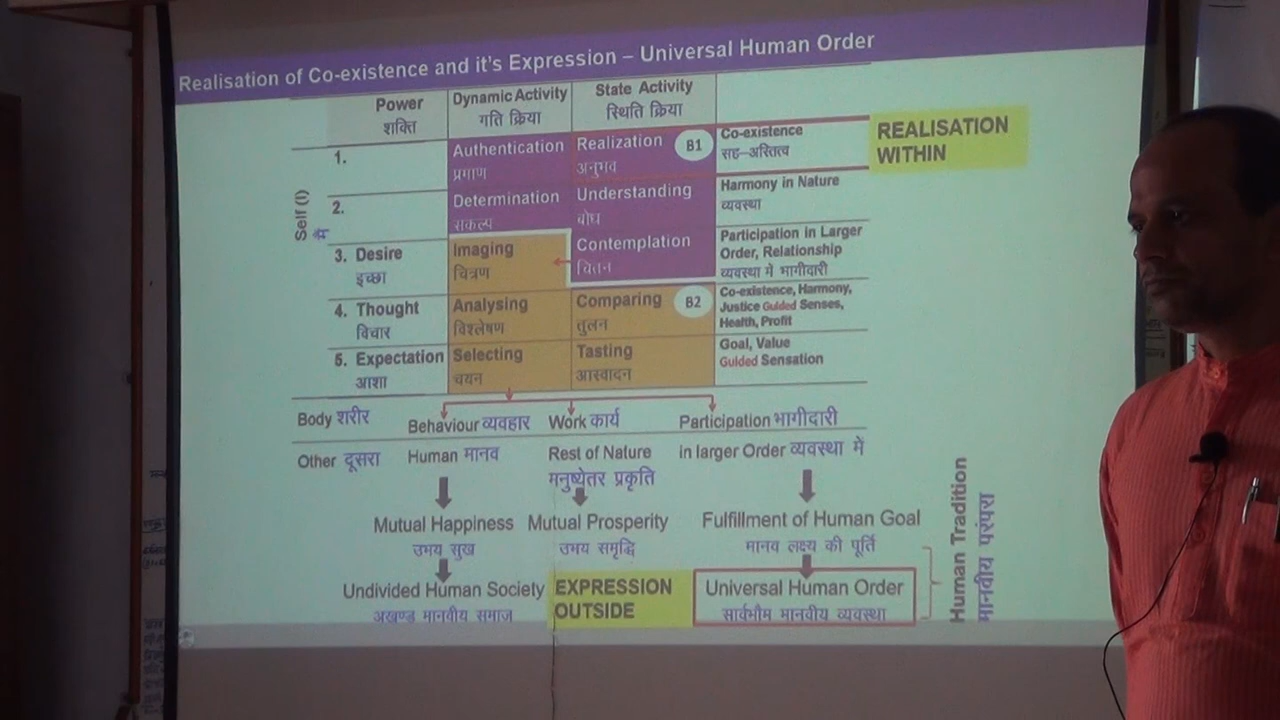 Realisation of Co-existence and it's Expression – Universal Human Order
Power
शक्ति
Dynamic Activity
गति क्रिया
State Activity
स्थिति क्रिया
Self (I)
में
1.
Authentication
प्रमाण
Realization
अनुभव
B1
Co-existence
सह-अस्तित्व
REALISATION
WITHIN
2.
Determination
संकल्प
Understanding
बोध
Harmony in Nature
व्यवस्था
3. Desire
इच्छा
Imaging
चित्रण
Contemplation
चिंतन
Participation in Larger
Order, Relationship
व्यवस्था में भागीदारी
4. Thought
विचार
Analysing
विश्लेषण
Comparing
तुलन
B2
Co-existence, Harmony,
Justice Guided Senses,
Health, Profit
5. Expectation
आशा
Selecting
चयन
Tasting
आस्वादन
Goal, Value
Guided Sensation
Body शरीर
Behaviour व्यवहार
Work कार्य
Participation भागीदारी
Other दूसरा
Human मानव
Rest of Nature
मनुष्येतर प्रकृति
in larger Order व्यवस्था में
Mutual Happiness
उभय सुख
Mutual Prosperity
उभय समृद्धि
Fulfillment of Human Goal
मानव लक्ष्य की पूर्ति
Undivided Human Society
अखण्ड मानवीय समाज
EXPRESSION
OUTSIDE
Universal Human Order
सार्वभौम मानवीय व्यवस्था
Human Tradition
मानवीय परंपरा